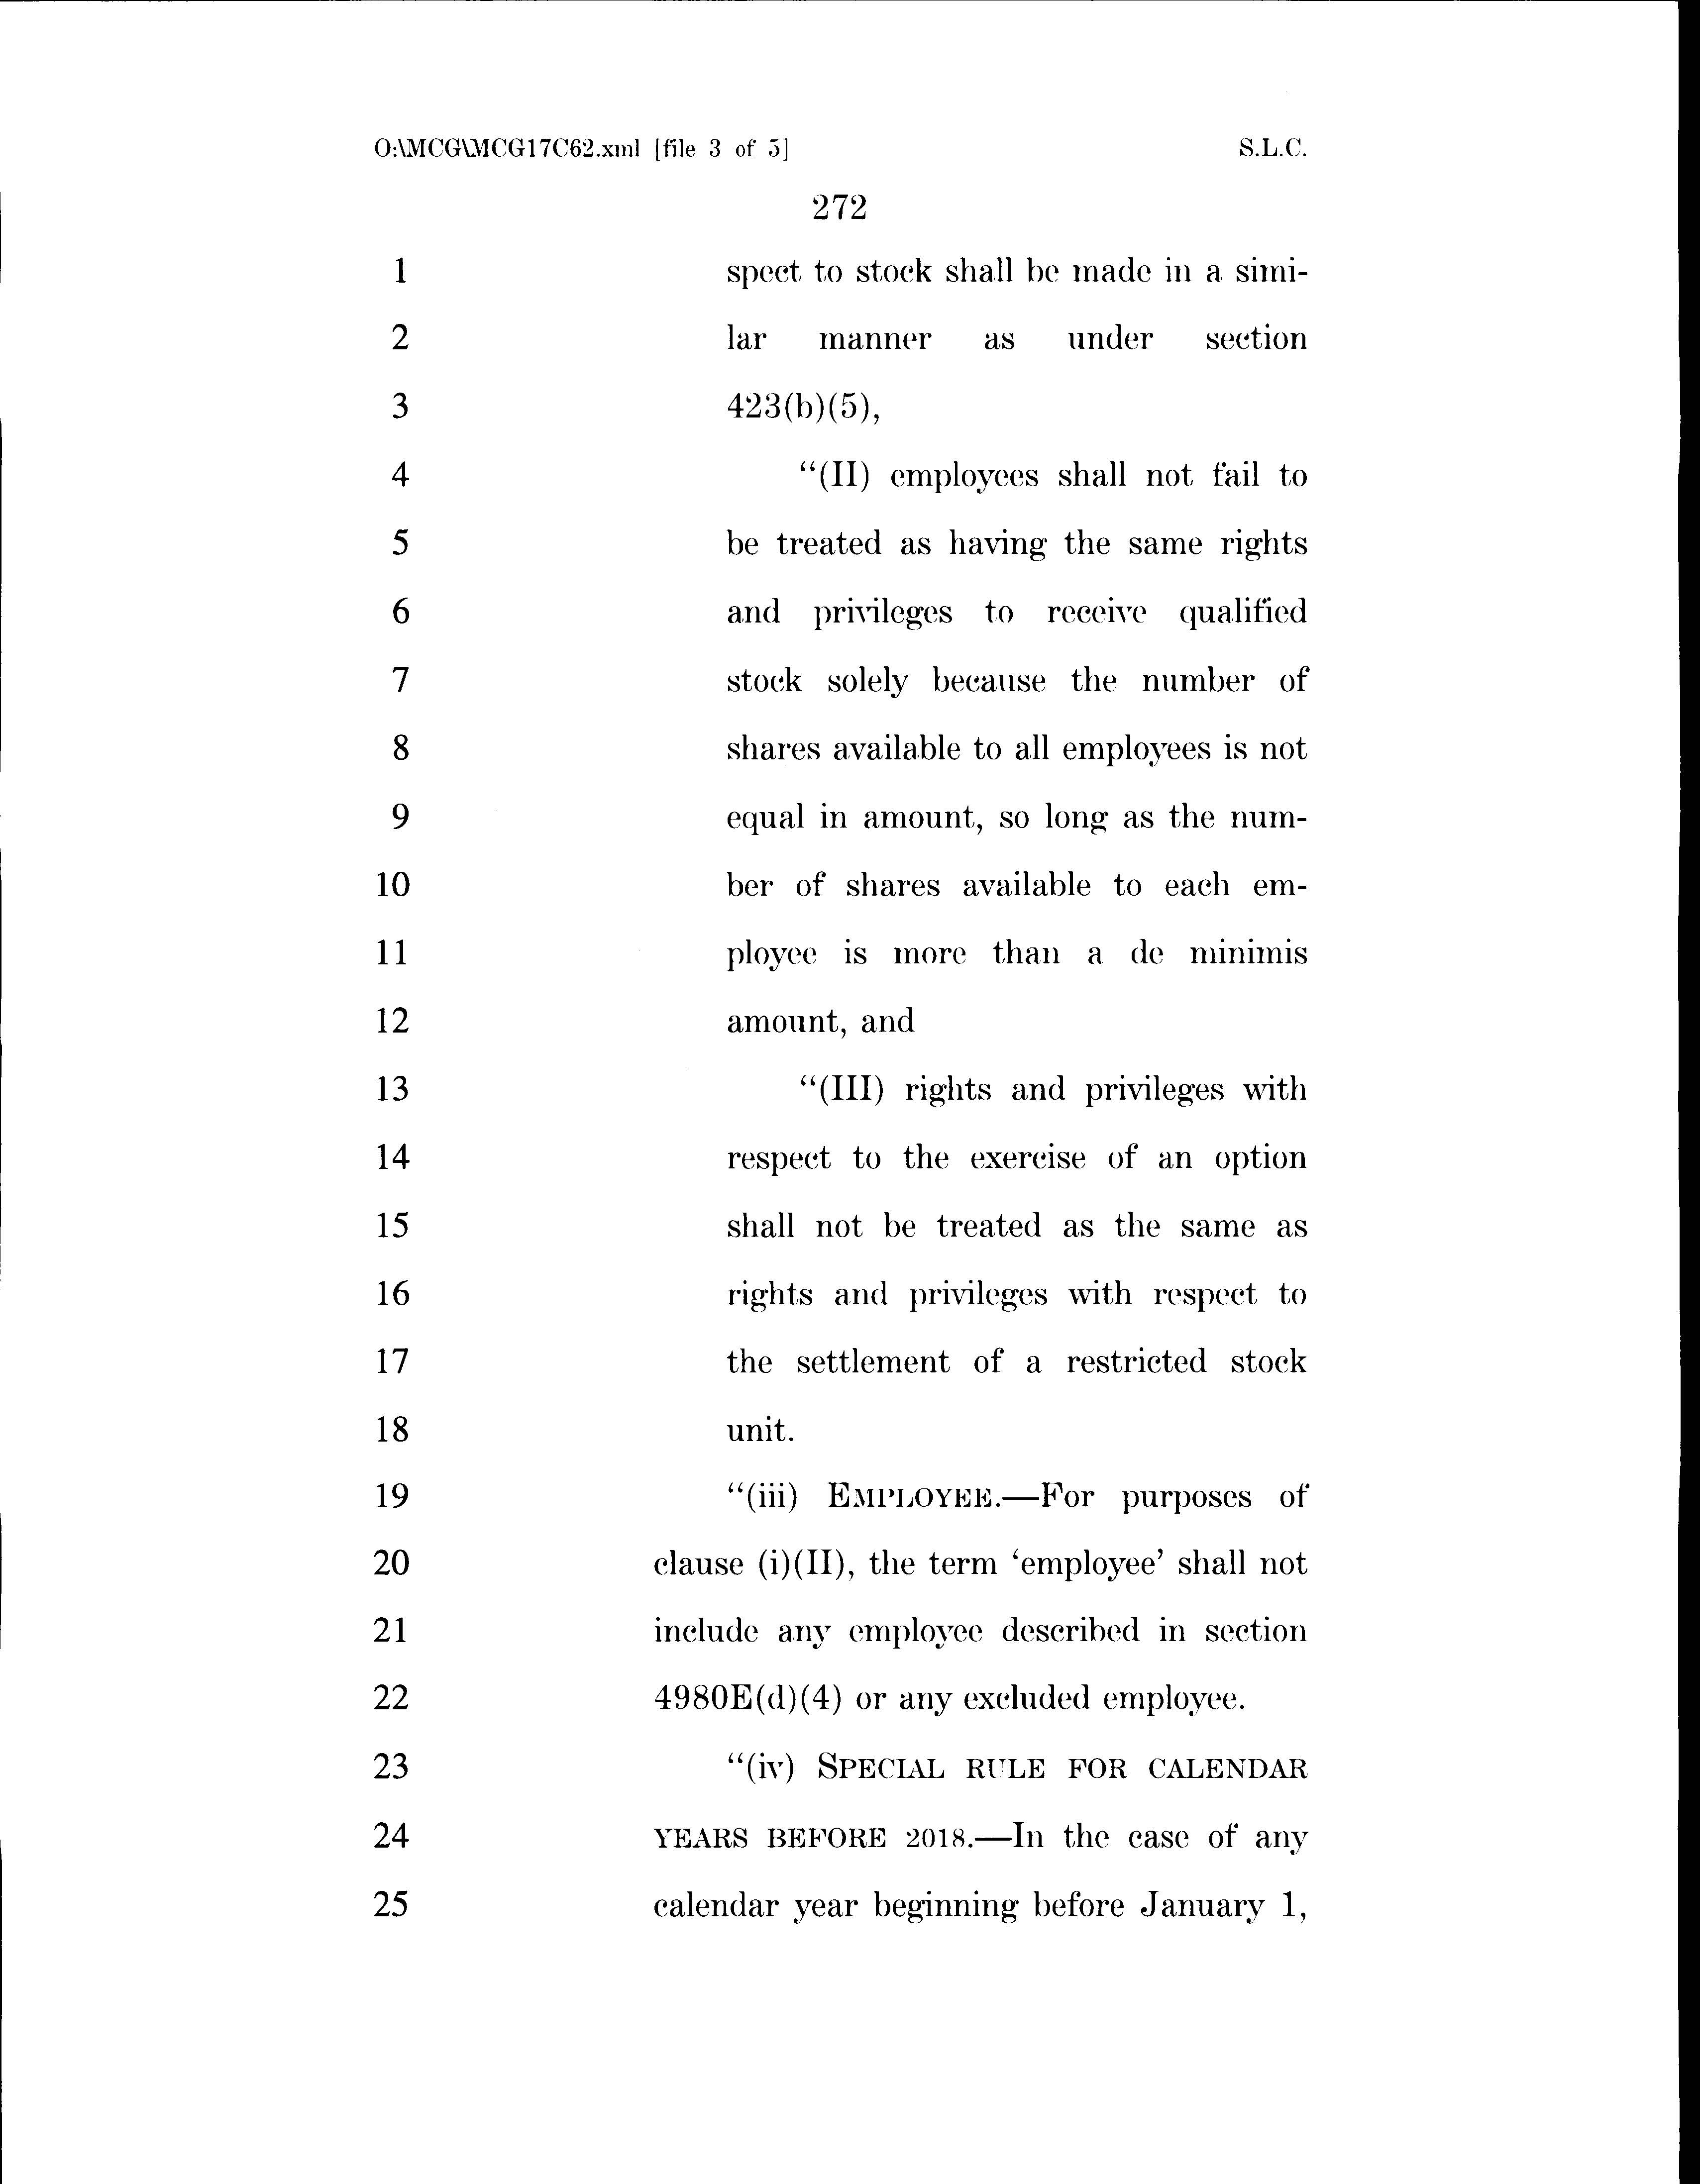 O:\MCG\MCG17C62.xml [file 3 of 5] S.L.C.
272
1 spect to stock shall be made in a simi-
2 lar manner as under section
3 423(b)(5),
4 “(II) employees shall not fail to
5 be treated as having the same rights
6 and privileges to receive qualified
7 stock solely because the number of
8 shares available to all employees is not
9 equal in amount, so long as the num-
10 ber of shares available to each em-
11 ployee is more than a de minimis
12 amount, and
13 “(III) rights and privileges with
14 respect to the exercise of an option
15 shall not be treated as the same as
16 rights and privileges with respect to
17 the settlement of a restricted stock
18 unit.
19 “(iii) EMPLOYEE.—For purposes of
20 clause (i)(II), the term ‘employee’ shall not
21 include any employee described in section
22 4980E(d)(4) or any excluded employee.
23 “(iv) SPECIAL RULE FOR CALENDAR
24 YEARS BEFORE 2018.—In the case of any
25 calendar year beginning before January 1,